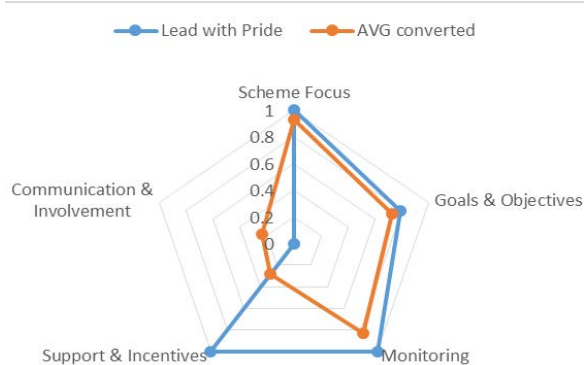 Lead with Pride
AVG converted
Scheme Focus
1
0.8
0.6
0.4
0.2
0
Communication &
Involvement
Goals & Objectives
Support & Incentives
Monitoring